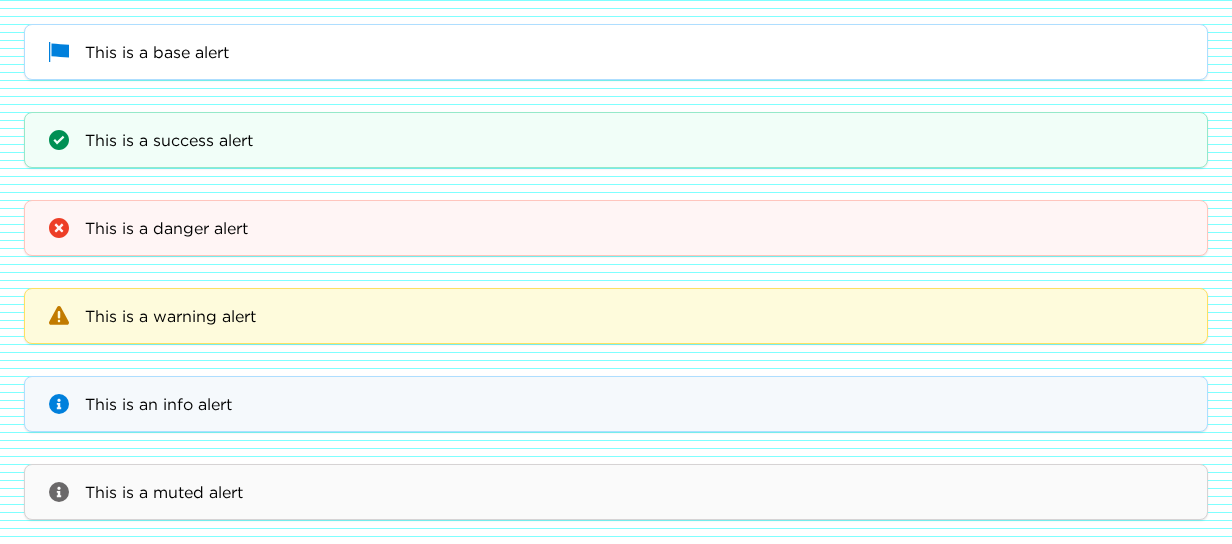 This is a base alert
This is a success alert
This is a danger alert
This is a warning alert
This is an info alert
This is a muted alert